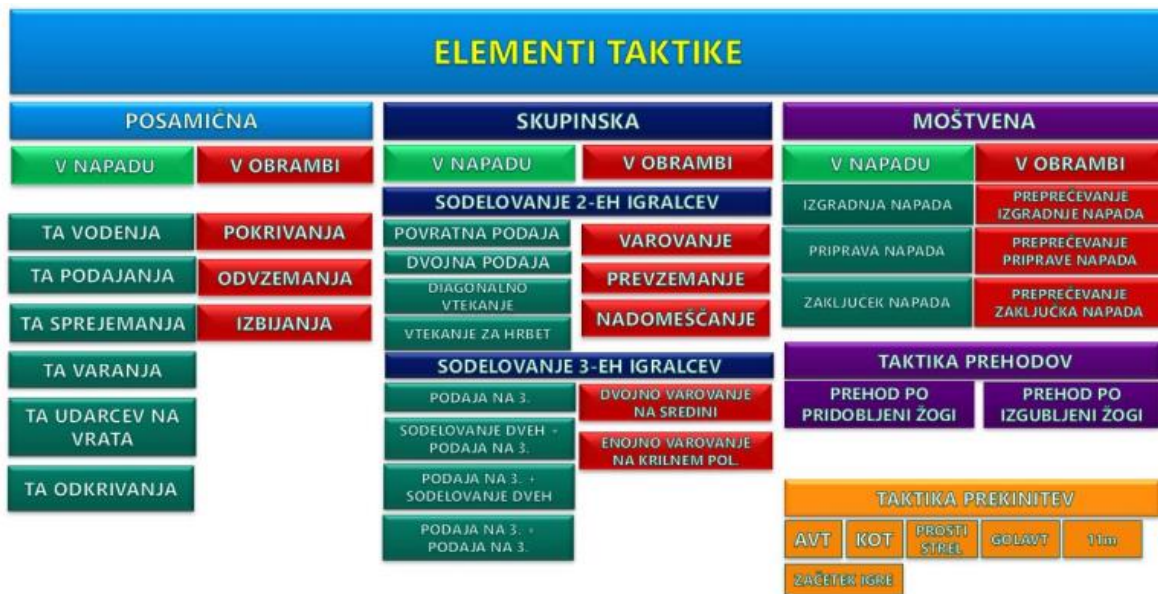 ELEMENTI TAKTIKE
POSAMIČNA
V NAPADU
V OBRAMBI
TA VODENJA
POKRIVANJA
TA PODAJANJA
ODVZEMANJA
TA SPREJEMANJA
IZBIJANJA
TA VARANJA
TA UDARCEV NA
VRATA
TA ODKRIVANJA
SKUPINSKA
V NAPADU
V OBRAMBI
SODELOVANJE 2-EH IGRALCEV
POVRATNA PODAJA
DVOJNA PODAJA
DIAGONALNO
VTEKANJE
VTEKANJE ZA HRBET
VAROVANJE
PREVZEMANJE
NADOMEŠČANJE
SODELOVANJE 3-EH IGRALCEV
PODAJA NA 3.
SODELOVANJE DVEH +
PODAJA NA 3.
PODAJA NA 3. +
SODELOVANJE DVEH
PODAJA NA 3. +
PODAJA NA 3.
DVOJNO VAROVANJE
NA SREDINI
ENOJNO VAROVANJE
NA KRILNEM POL.
MOŠTVENA
V NAPADU
V OBRAMBI
IZGRADNJA NAPADA
PREPREČEVANJE
IZGRADNJE NAPADA
PRIPRAVA NAPADA
PREPREČEVANJE
PRIPRAVE NAPADA
ZAKLJUCEK NAPADA
PREPREČEVANJE
ZAKLJUČKA NAPADA
TAKTIKA PREHODOV
PREHOD PO
PRIDOBLJENI ŽOGI
PREHOD PO
IZGUBLJENI ŽOGI
TAKTIKA PREKINITEV
AVT
KOT
PROSTI
STREL
GOLAVT
11m
ZAČETEK IGRE